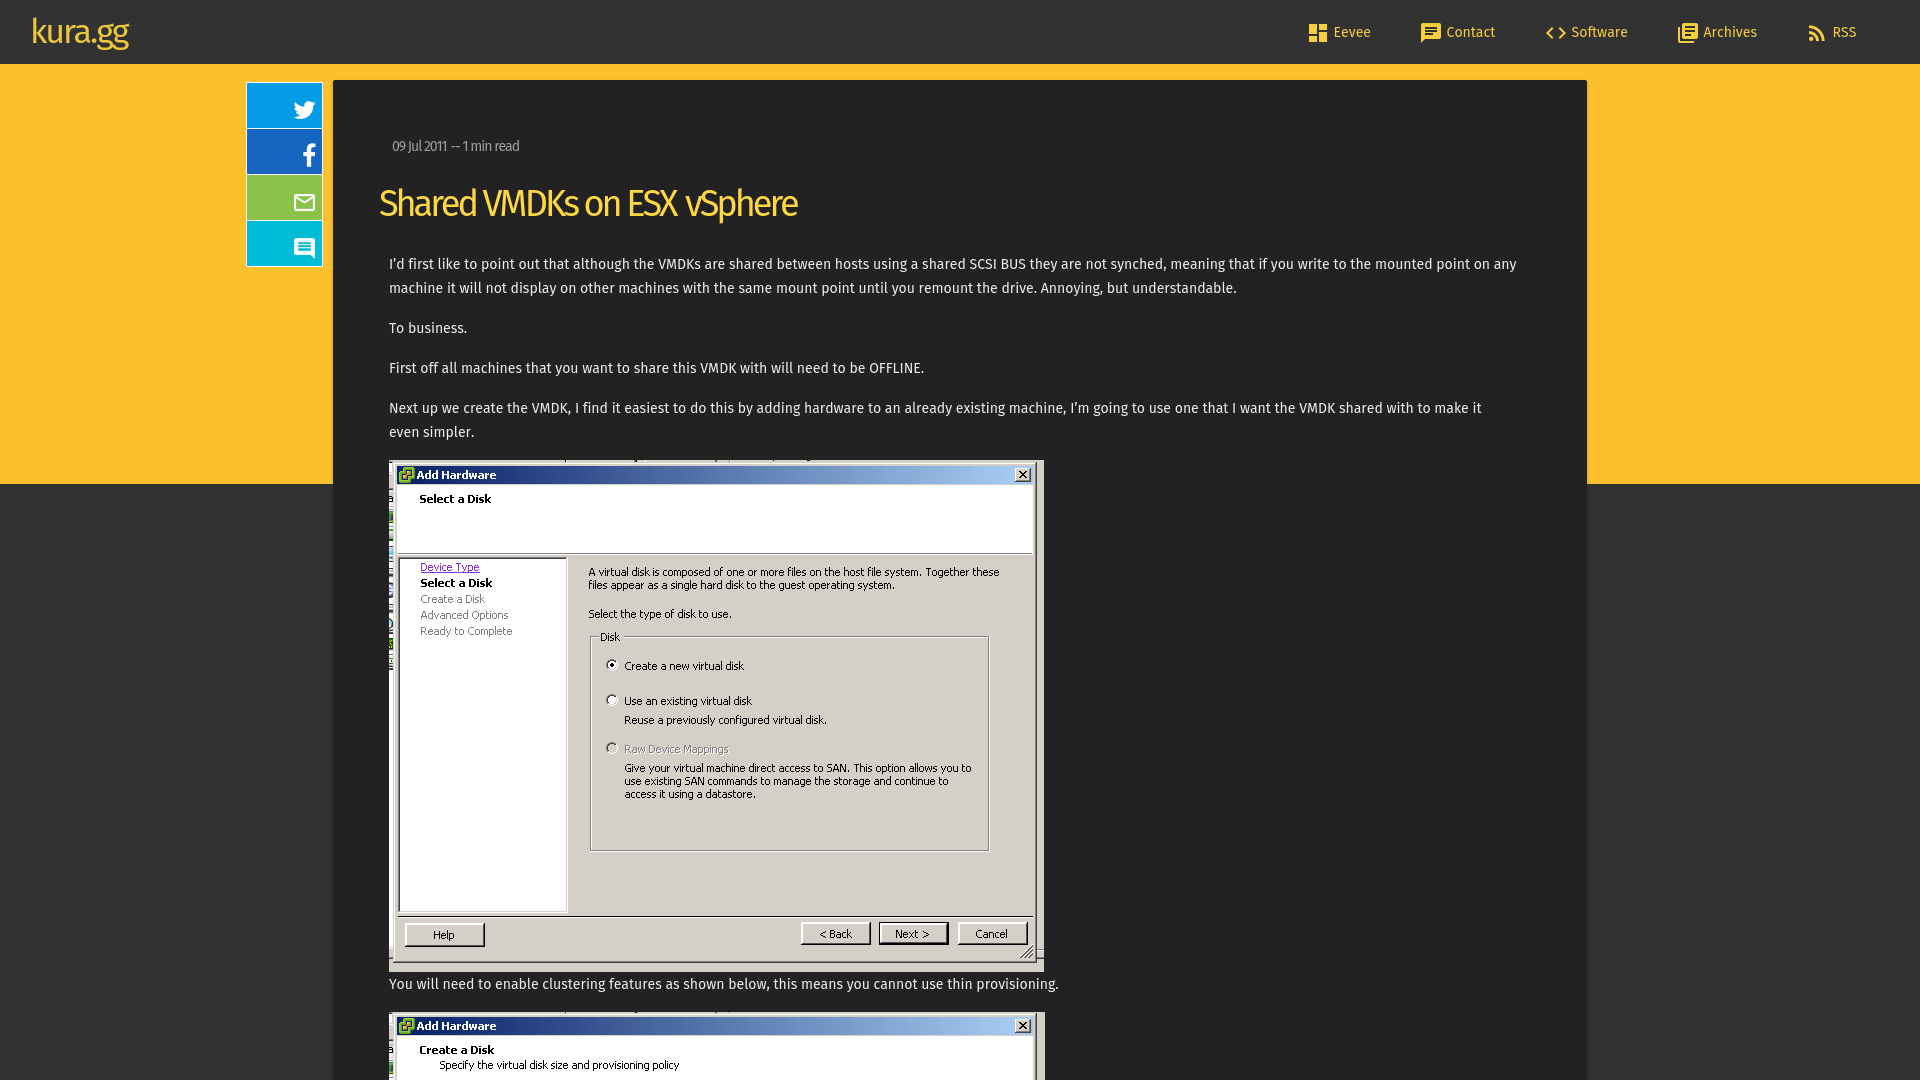 kura.gg
Eevee
Contact
Software
Archives
RSS
09 Jul 2011 -- 1 min read
Shared VMDKs on ESX vSphere
I’d first like to point out that although the VMDKs are shared between hosts using a shared SCSI BUS they are not synched, meaning that if you write to the mounted point on any
machine it will not display on other machines with the same mount point until you remount the drive. Annoying, but understandable.
To business.
First off all machines that you want to share this VMDK with will need to be OFFLINE.
Next up we create the VMDK, I find it easiest to do this by adding hardware to an already existing machine, I’m going to use one that I want the VMDK shared with to make it
even simpler.
Add Hardware
Select a Disk
Device Type
Select a Disk
Create a Disk
Advanced Options
Ready to Complete
A virtual disk is composed of one or more files on the host file system. Together these
files appear as a single hard disk to the guest operating system.
Select the type of disk to use.
Disk
Create a new virtual disk
Use an existing virtual disk
Reuse a previously configured virtual disk.
Raw Device Mappings
Give your virtual machine direct access to SAN. This option allows you to
use existing SAN commands to manage the storage and continue to
access it using a datastore.
Help
< Back
Next >
Cancel
You will need to enable clustering features as shown below, this means you cannot use thin provisioning.
Add Hardware
Create a Disk
Specify the virtual disk size and provisioning policy